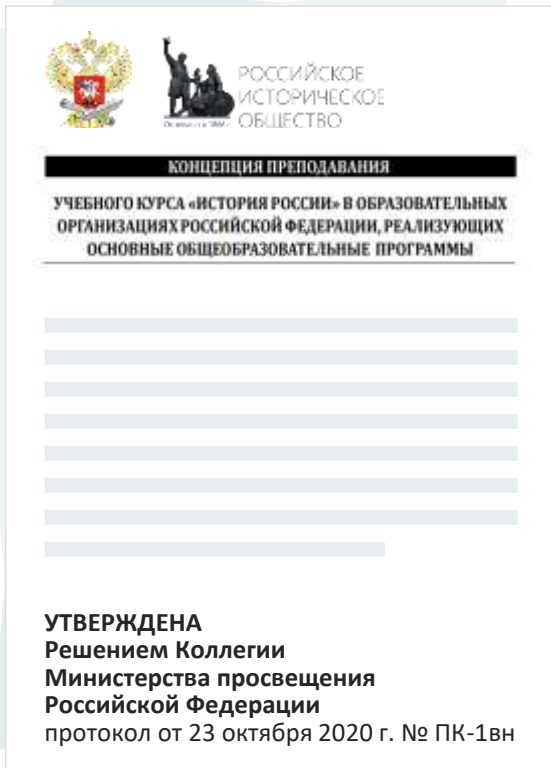 РОССИЙСКОЕ
ИСТОРИЧЕСКОЕ
ОБЩЕСТВО
КОНЦЕПЦИЯ ПРЕПОДАВАНИЯ
УЧЕБНОГО КУРСА «ИСТОРИЯ РОССИИ» В ОБРАЗОВАТЕЛЬНЫХ
ОРГАНИЗАЦИЯХ РОССИЙСКОЙ ФЕДЕРАЦИИ, РЕАЛИЗУЮЩИХ
ОСНОВНЫЕ ОБЩЕОБРАЗОВАТЕЛЬНЫЕ ПРОГРАММЫ
УТВЕРЖДЕНА
Решением Коллегии
Министерства просвещения
Российской Федерации
протокол от 23 октября 2020 г. № ПК-1вн